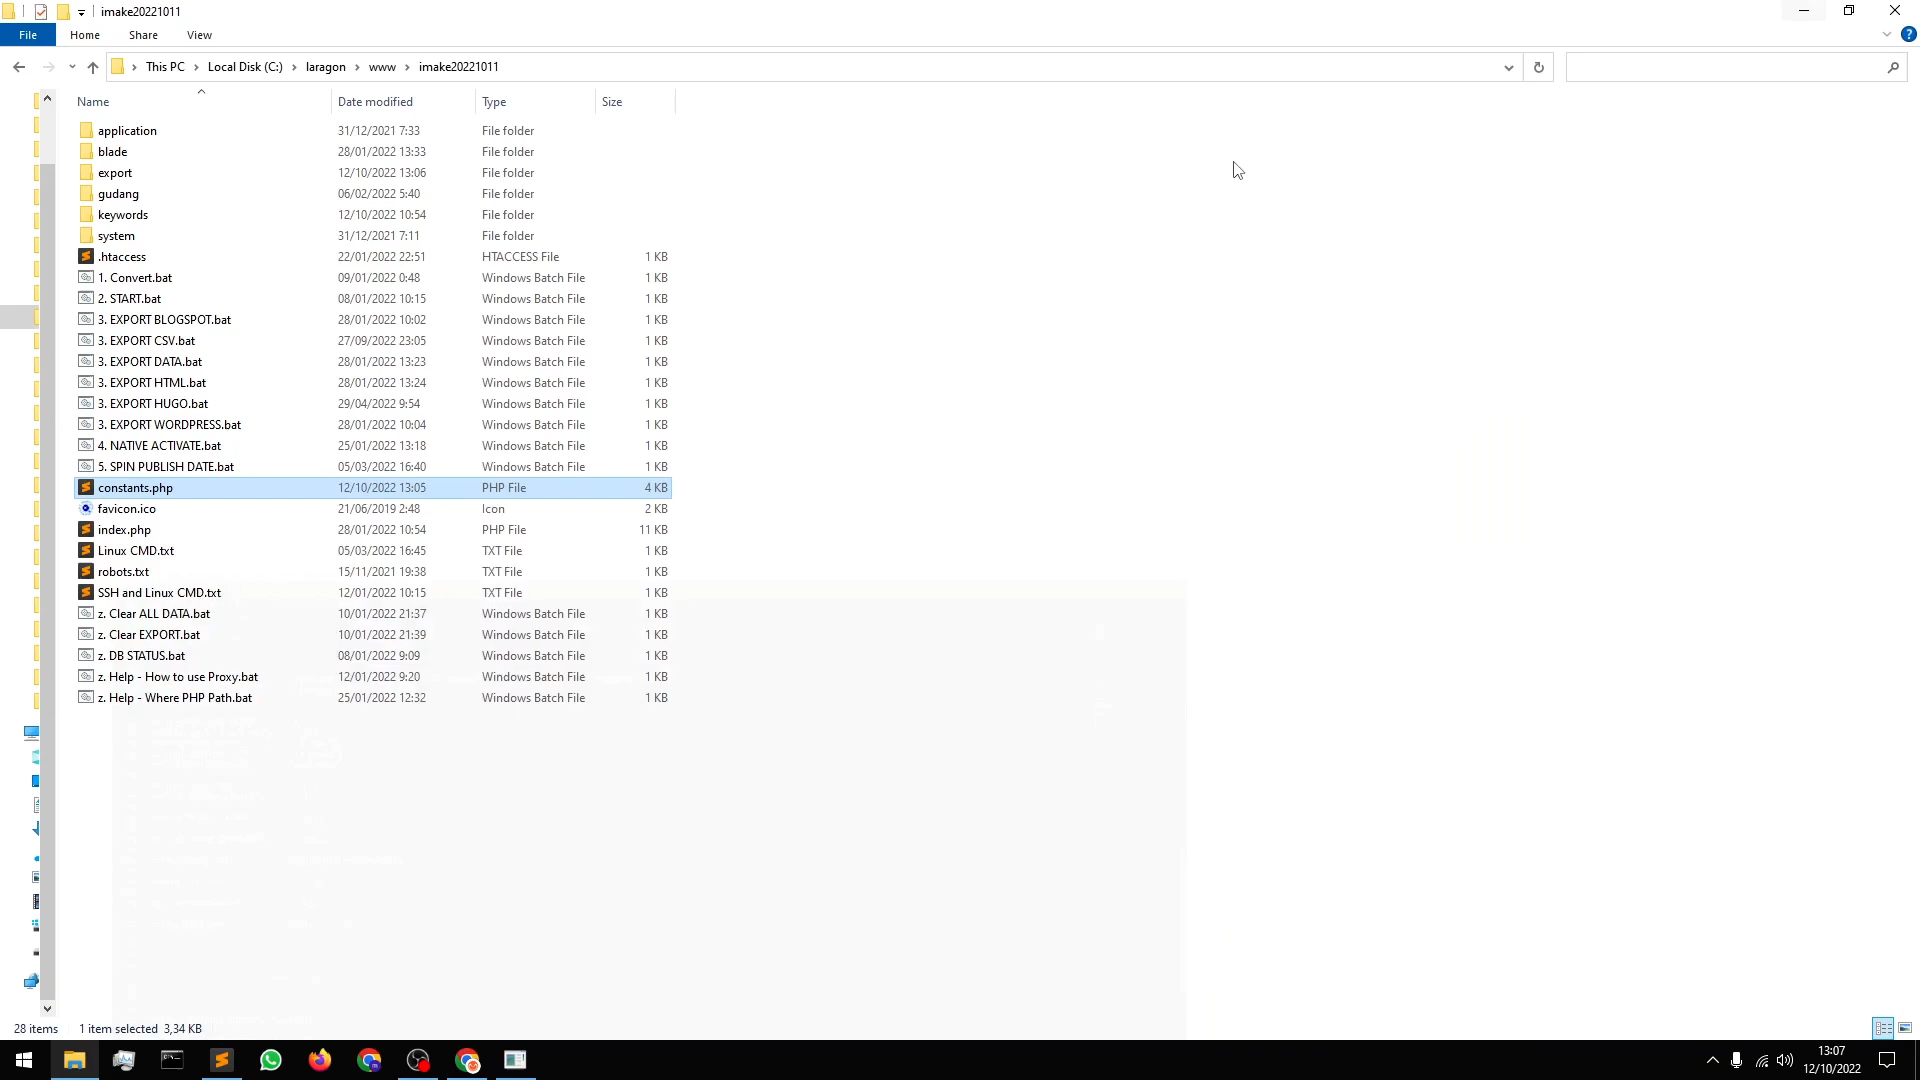 imake20221011
File Home Share View
This PC Local Disk (C:) laragon www imake20221011
Name Date modified Type Size
application 31/12/2021 7:33 File folder
blade 28/01/2022 13:33 File folder
export 12/10/2022 13:06 File folder
gudang 06/02/2022 5:40 File folder
keywords 12/10/2022 10:54 File folder
system 31/12/2021 7:11 File folder
.htaccess 22/01/2022 22:51 HTACCESS File 1 KB
1. Convert.bat 09/01/2022 0:48 Windows Batch File 1 KB
2. START.bat 08/01/2022 10:15 Windows Batch File 1 KB
3. EXPORT BLOGSPOT.bat 28/01/2022 10:02 Windows Batch File 1 KB
3. EXPORT CSV.bat 27/09/2022 23:05 Windows Batch File 1 KB
3. EXPORT DATA.bat 28/01/2022 13:23 Windows Batch File 1 KB
3. EXPORT HTML.bat 28/01/2022 13:24 Windows Batch File 1 KB
3. EXPORT HUGO.bat 29/04/2022 9:54 Windows Batch File 1 KB
3. EXPORT WORDPRESS.bat 28/01/2022 10:04 Windows Batch File 1 KB
4. NATIVE ACTIVATE.bat 25/01/2022 13:18 Windows Batch File 1 KB
5. SPIN PUBLISH DATE.bat 05/03/2022 16:40 Windows Batch File 1 KB
constants.php 12/10/2022 13:05 PHP File 4 KB
favicon.ico 21/06/2019 2:48 Icon 2 KB
index.php 28/01/2022 10:54 PHP File 11 KB
Linux CMD.txt 05/03/2022 16:45 TXT File 1 KB
robots.txt 15/11/2021 19:38 TXT File 1 KB
SSH and Linux CMD.txt 12/01/2022 10:15 TXT File 1 KB
z. Clear ALL DATA.bat 10/01/2022 21:37 Windows Batch File 1 KB
z. Clear EXPORT.bat 10/01/2022 21:39 Windows Batch File 1 KB
z. DB STATUS.bat 08/01/2022 9:09 Windows Batch File 1 KB
z. Help - How to use Proxy.bat 12/01/2022 9:20 Windows Batch File 1 KB
z. Help - Where PHP Path.bat 25/01/2022 12:32 Windows Batch File 1 KB
28 items 1 item selected 3,34 KB
13:07
12/10/2022